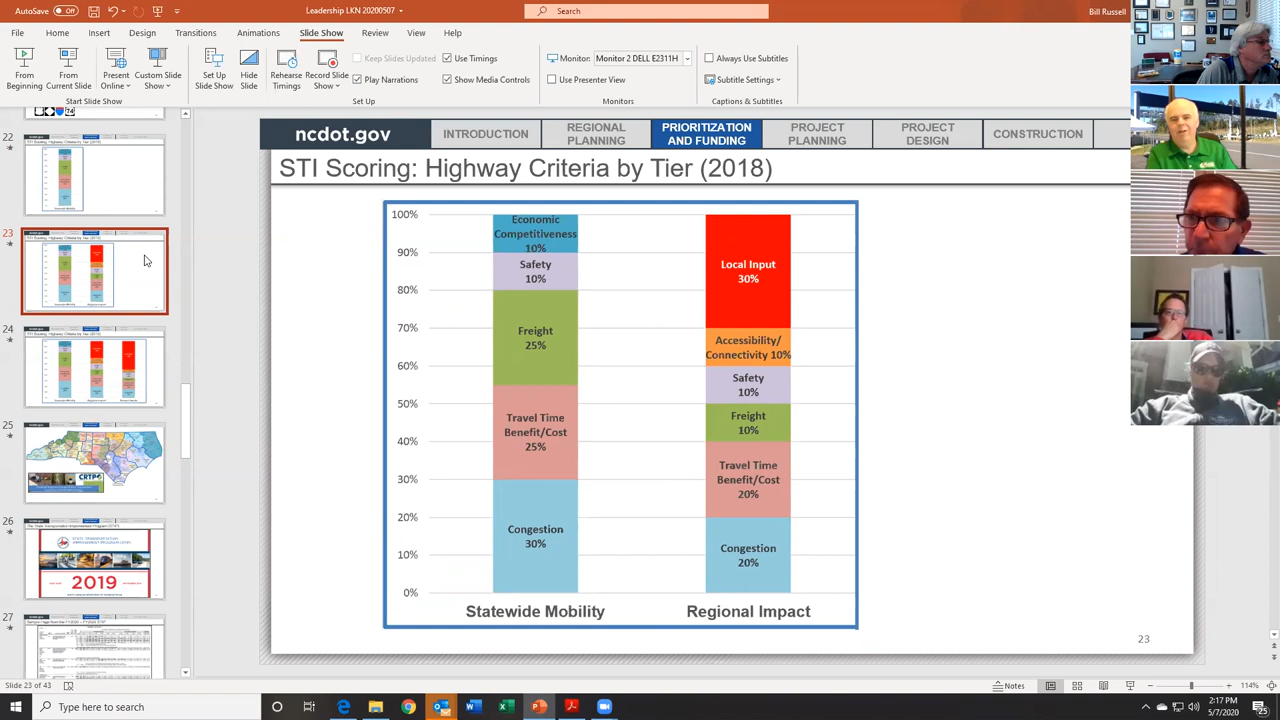 AutoSave Off
Leadership LKN 20200507
Search
Bill Russell
File Home Insert Design Transitions Animations Slide Show Review View Help
From Beginning
From Current Slide
Present Online
Custom Slide Show
Start Slide Show
Set Up Slide Show
Hide Slide
Rehearse Timings
Record Slide Show
Keep Slides Updated
Play Narrations
Use Timings
Show Media Controls
Set Up
Monitor: Monitor 2 DELL E2311H
Use Presenter View
Monitors
Always Use Subtitles
Subtitle Settings
Captions & Subtitles
22
23
24
25
CRTPO
26
2019
27
ncdot.gov
INTRODUCTION
REGIONAL
PLANNING
PRIORITIZATION
AND FUNDING
PROJECT
PLANNING
PROJECT
DESIGN
CONSTRUCTION
STI Scoring: Highway Criteria by Tier (2018)
100%
90%
80%
70%
60%
50%
40%
30%
20%
10%
0%
Economic
Competitiveness
10%
Safety
10%
Freight
25%
Travel Time
Benefit/Cost
25%
Congestion
30%
Statewide Mobility
Local Input
30%
Accessibility/
Connectivity 10%
Safety
10%
Freight
10%
Travel Time
Benefit/Cost
20%
Congestion
20%
Regional Impact
23
Slide 23 of 43
Notes
114%
Type here to search
2:17 PM
5/7/2020